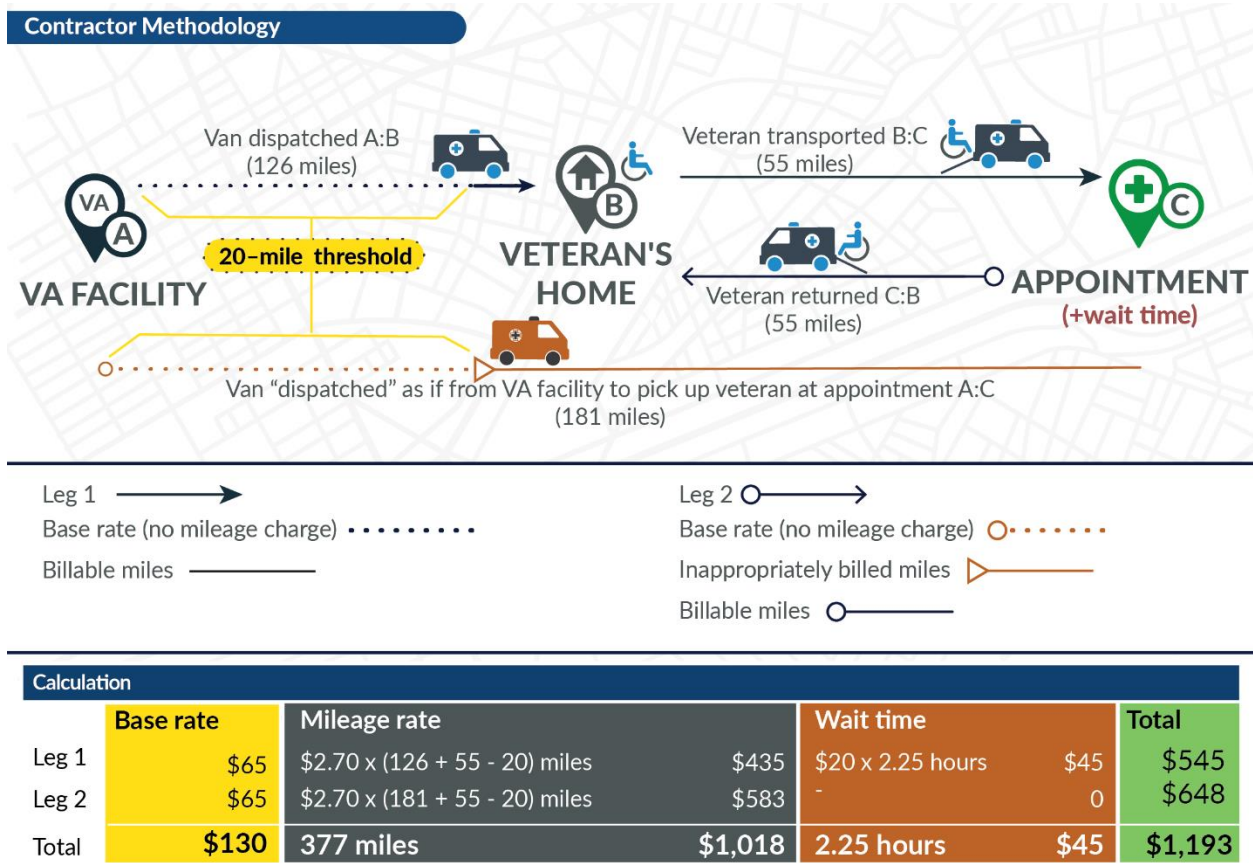 Contractor Methodology
Van dispatched A:B
(126 miles)
Veteran transported B:C
(55 miles)
VA
A
B
C
20–mile threshold
VA FACILITY
VETERAN'S
HOME
Veteran returned C:B
(55 miles)
APPOINTMENT
(+wait time)
Van “dispatched” as if from VA facility to pick up veteran at appointment A:C
(181 miles)
Leg 1
Base rate (no mileage charge)
Billable miles
Leg 2
Base rate (no mileage charge)
Inappropriately billed miles
Billable miles
Calculation
Base rate Mileage rate Wait time Total
Leg 1 $65 $2.70 x (126 + 55 - 20) miles $435 $20 x 2.25 hours $45 $545
Leg 2 $65 $2.70 x (181 + 55 - 20) miles $583 - 0 $648
Total $130 377 miles $1,018 2.25 hours $45 $1,193